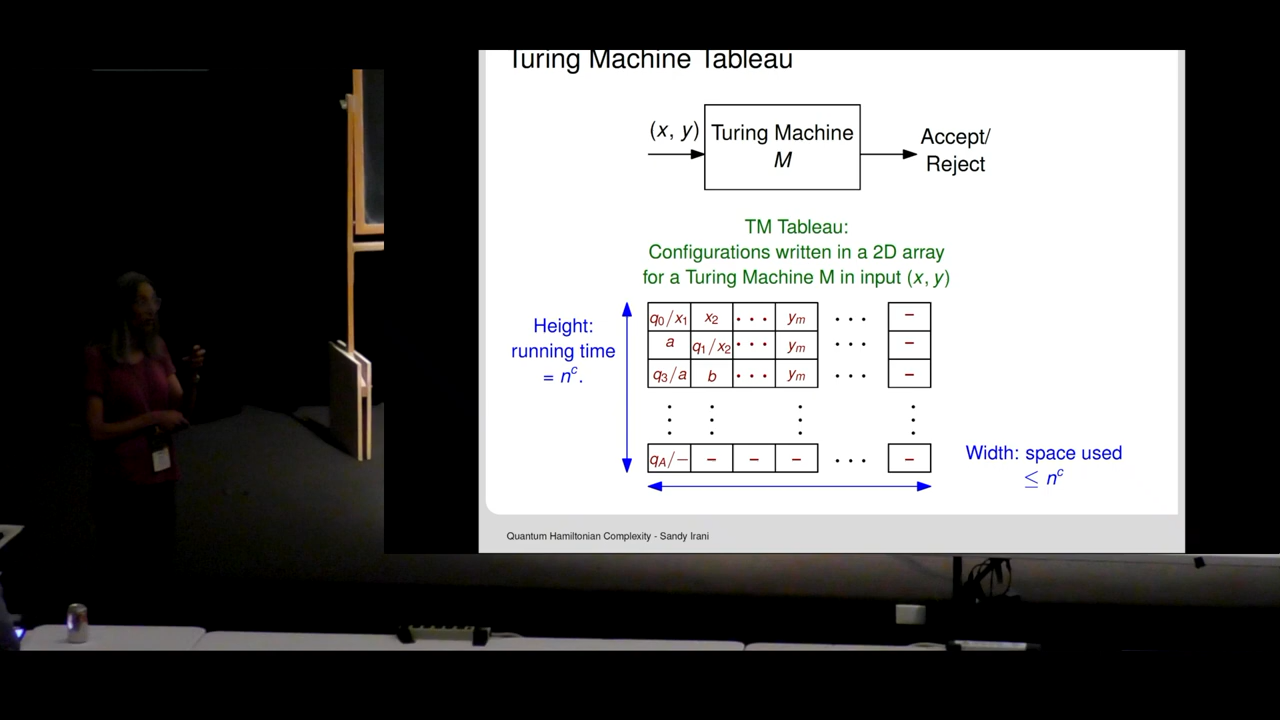 Turing Machine Tableau
(x, y)
Turing Machine
M
Accept/
Reject
TM Tableau:
Configurations written in a 2D array
for a Turing Machine M in input (x, y)
Height:
running time
= n^c.
q₀/x₁ x₂ • • • yₘ • • • –
a q₁/x₂ • • • yₘ • • • –
q₃/a b • • • yₘ • • • –
q_A/– – – – • • • –
Width: space used
≤ n^c
Quantum Hamiltonian Complexity - Sandy Irani